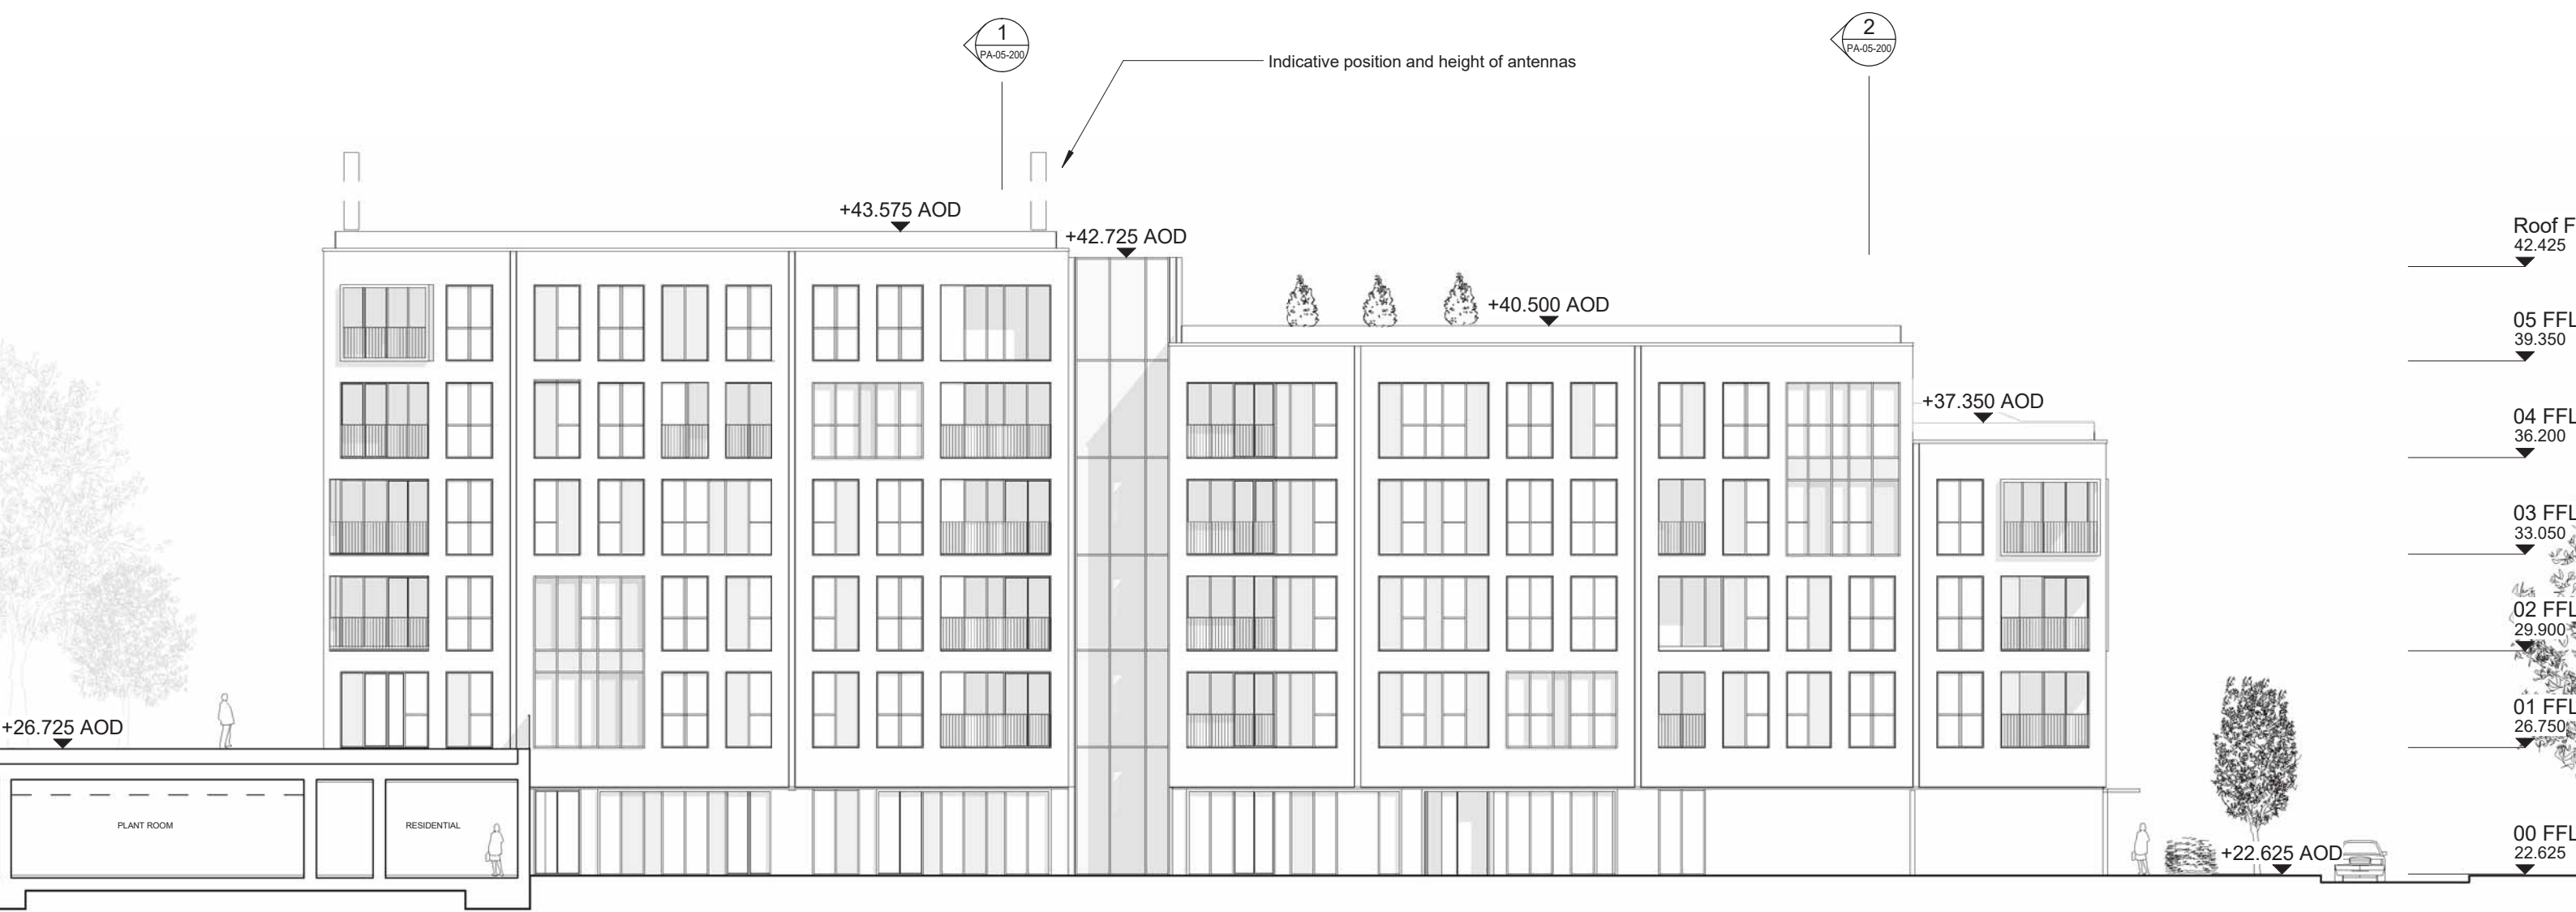 1
PA-05-200
2
PA-05-200
Indicative position and height of antennas
+43.575 AOD
+42.725 AOD
+40.500 AOD
+37.350 AOD
+26.725 AOD
+22.625 AOD
PLANT ROOM
RESIDENTIAL
Roof F
42.425
05 FFL
39.350
04 FFL
36.200
03 FFL
33.050
02 FFL
29.900
01 FFL
26.750
00 FFL
22.625